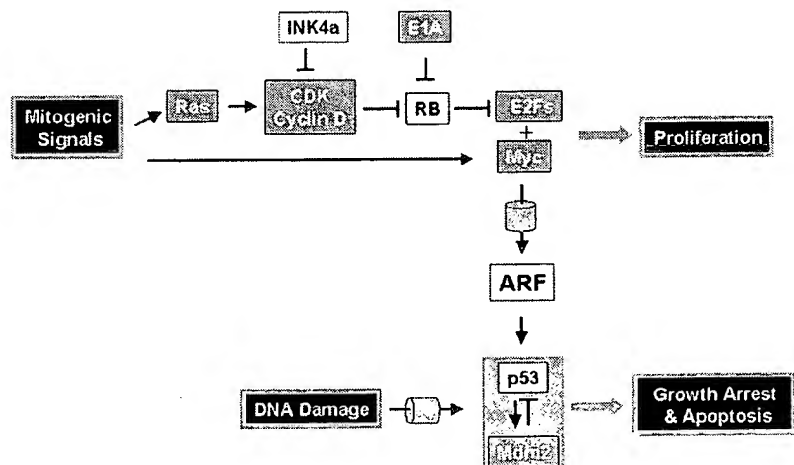 INK4a
E1A
Mitogenic
Signals
Ras
CDK
Cyclin D
RB
E2Fs
+
Myc
Proliferation
ARF
p53
Mdm2
DNA Damage
Growth Arrest
& Apoptosis